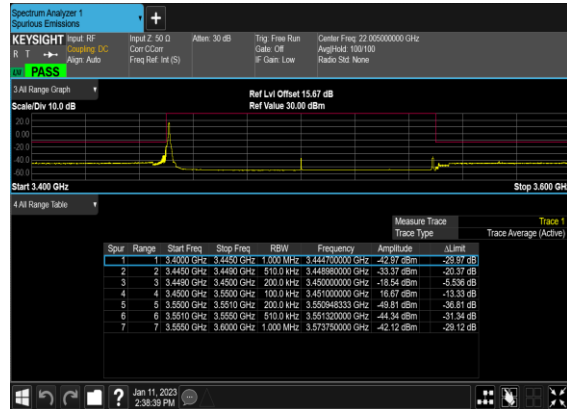 Spectrum Analyzer 1
Spurious Emissions
+
KEYSIGHT Input: RF Input Z: 50 Ω Atten: 30 dB Trig: Free Run Center Freq: 22.005000000 GHz
R T Coupling: DC Corr CCorr Gate: Off Avg|Hold: 100/100
Align: Auto Freq Ref: Int (S) IF Gain: Low Radio Std: None
PASS
3 All Range Graph Ref Lvl Offset 15.67 dB
Scale/Div 10.0 dB Ref Value 30.00 dBm
20.0
0.00
-20.0
-40.0
-60.0
Start 3.400 GHz Stop 3.600 GHz
4 All Range Table
Measure Trace Trace 1
Trace Type Trace Average (Active)
Spur Range Start Freq Stop Freq RBW Frequency Amplitude ΔLimit
1 1 3.4000 GHz 3.4450 GHz 1.000 MHz 3.444700000 GHz -42.97 dBm -29.97 dB
2 2 3.4450 GHz 3.4490 GHz 510.0 kHz 3.448980000 GHz -33.37 dBm -20.37 dB
3 3 3.4490 GHz 3.4500 GHz 200.0 kHz 3.450000000 GHz -18.54 dBm -5.536 dB
4 4 3.4500 GHz 3.5500 GHz 100.0 kHz 3.451000000 GHz 16.67 dBm -13.33 dB
5 5 3.5500 GHz 3.5510 GHz 200.0 kHz 3.550948333 GHz -49.81 dBm -36.81 dB
6 6 3.5510 GHz 3.5550 GHz 510.0 kHz 3.551320000 GHz -44.34 dBm -31.34 dB
7 7 3.5550 GHz 3.6000 GHz 1.000 MHz 3.573750000 GHz -42.12 dBm -29.12 dB
? Jan 11, 2023
2:38:39 PM